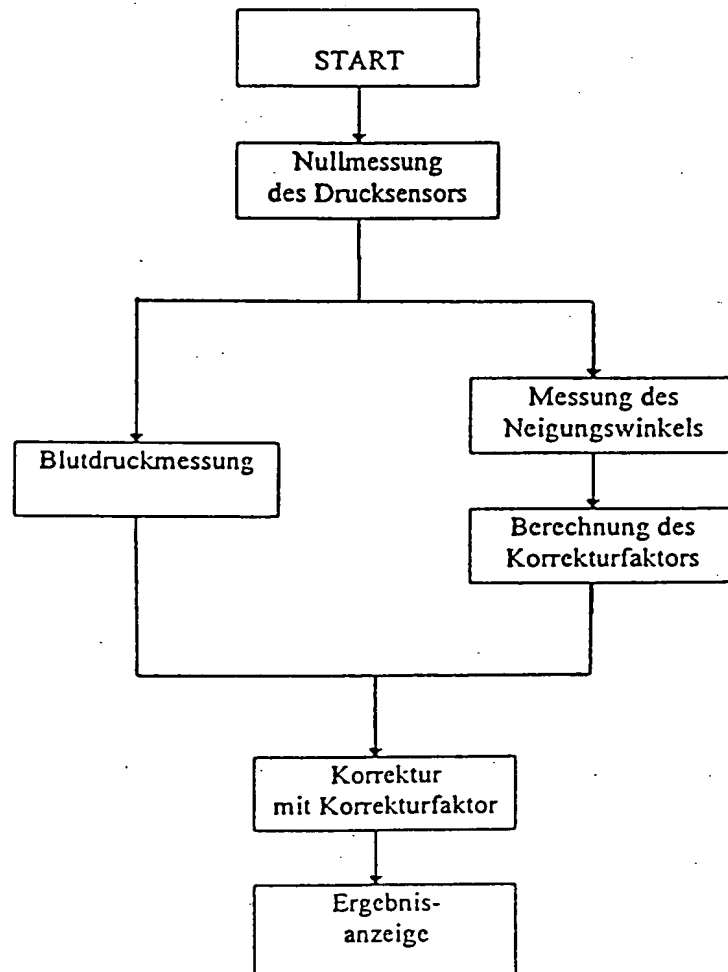 START
Nullmessung
des Drucksensors
Messung des
Neigungswinkels
Blutdruckmessung
Berechnung des
Korrekturfaktors
Korrektur
mit Korrekturfaktor
Ergebnis-
anzeige